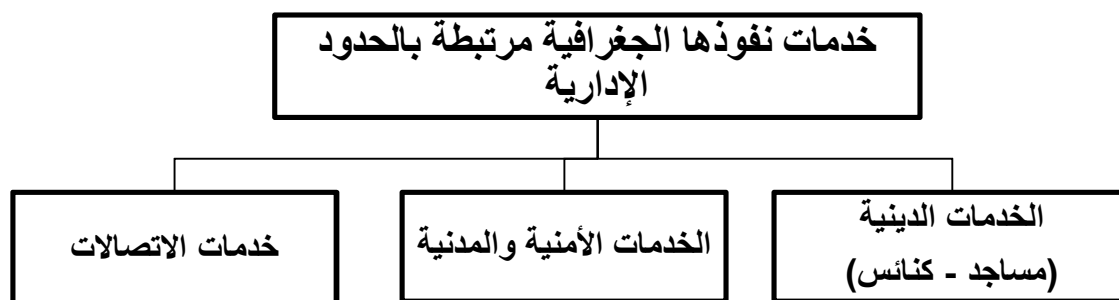 خدمات نفوذها الجغرافية مرتبطة بالحدود
الإدارية
الخدمات الدينية
(مساجد - كنائس)
الخدمات الأمنية والمدنية
خدمات الاتصالات